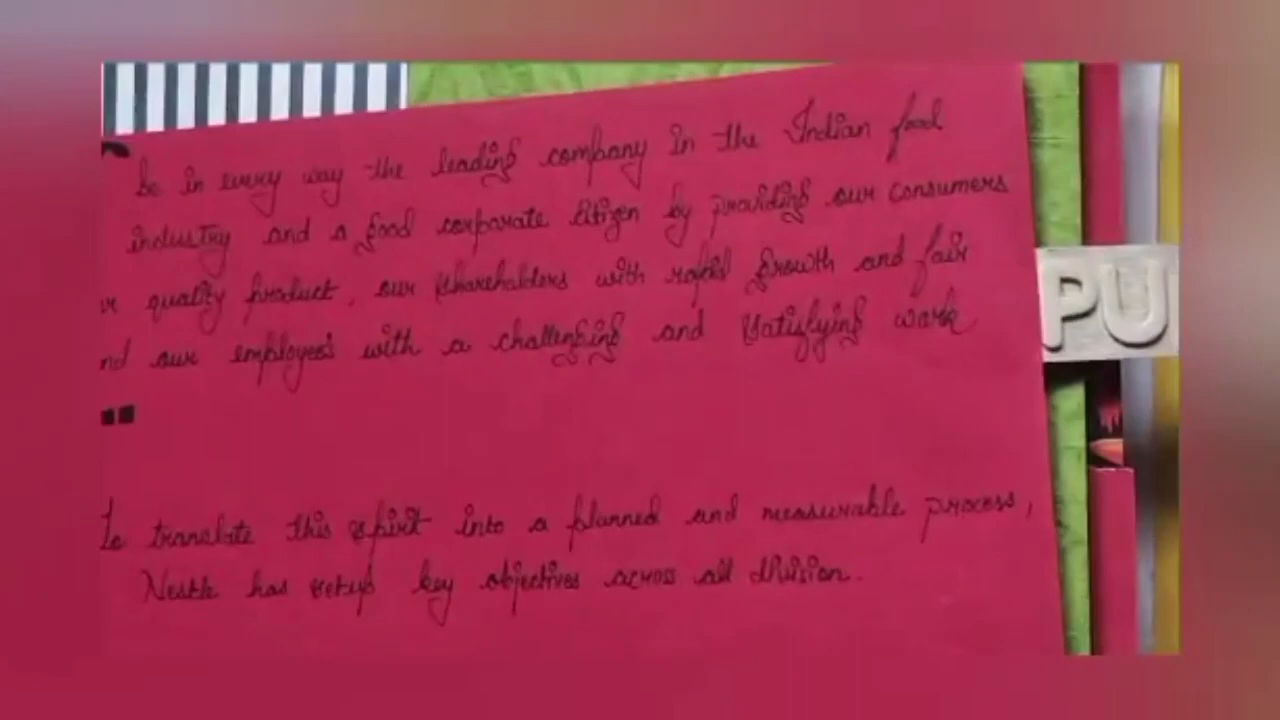 be in every way the leading company in the Indian food
industry and a good corporate citizen by providing our consumers
r quality product, our shareholders with rapid growth and fair
nd our employees with a challenging and satisfying work
To translate this spirit into a planned and measurable process,
Nestle has setup key objectives across all division.
PU